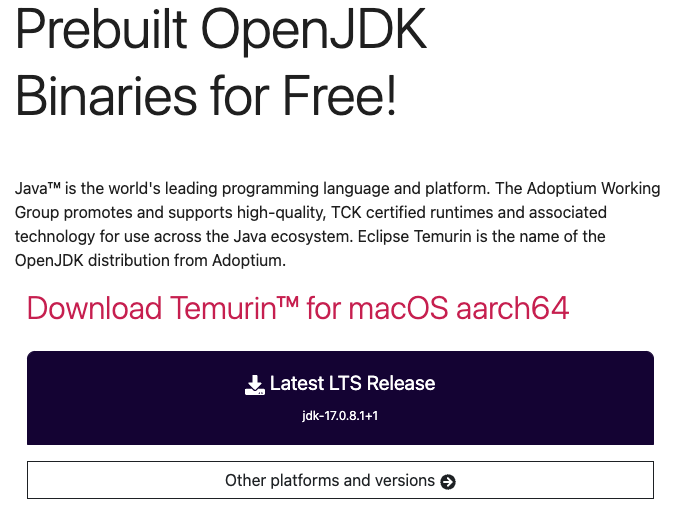 Prebuilt OpenJDK
Binaries for Free!
Java™ is the world's leading programming language and platform. The Adoptium Working
Group promotes and supports high-quality, TCK certified runtimes and associated
technology for use across the Java ecosystem. Eclipse Temurin is the name of the
OpenJDK distribution from Adoptium.
Download Temurin™ for macOS aarch64
Latest LTS Release
jdk-17.0.8.1+1
Other platforms and versions